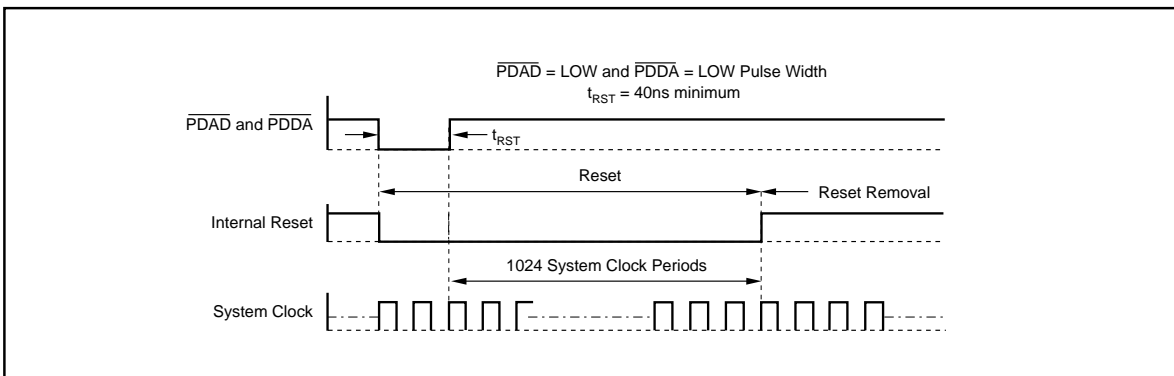 PDAD = LOW and PDDA = LOW Pulse Width
tRST = 40ns minimum
PDAD and PDDA
tRST
Reset
Reset Removal
Internal Reset
1024 System Clock Periods
System Clock